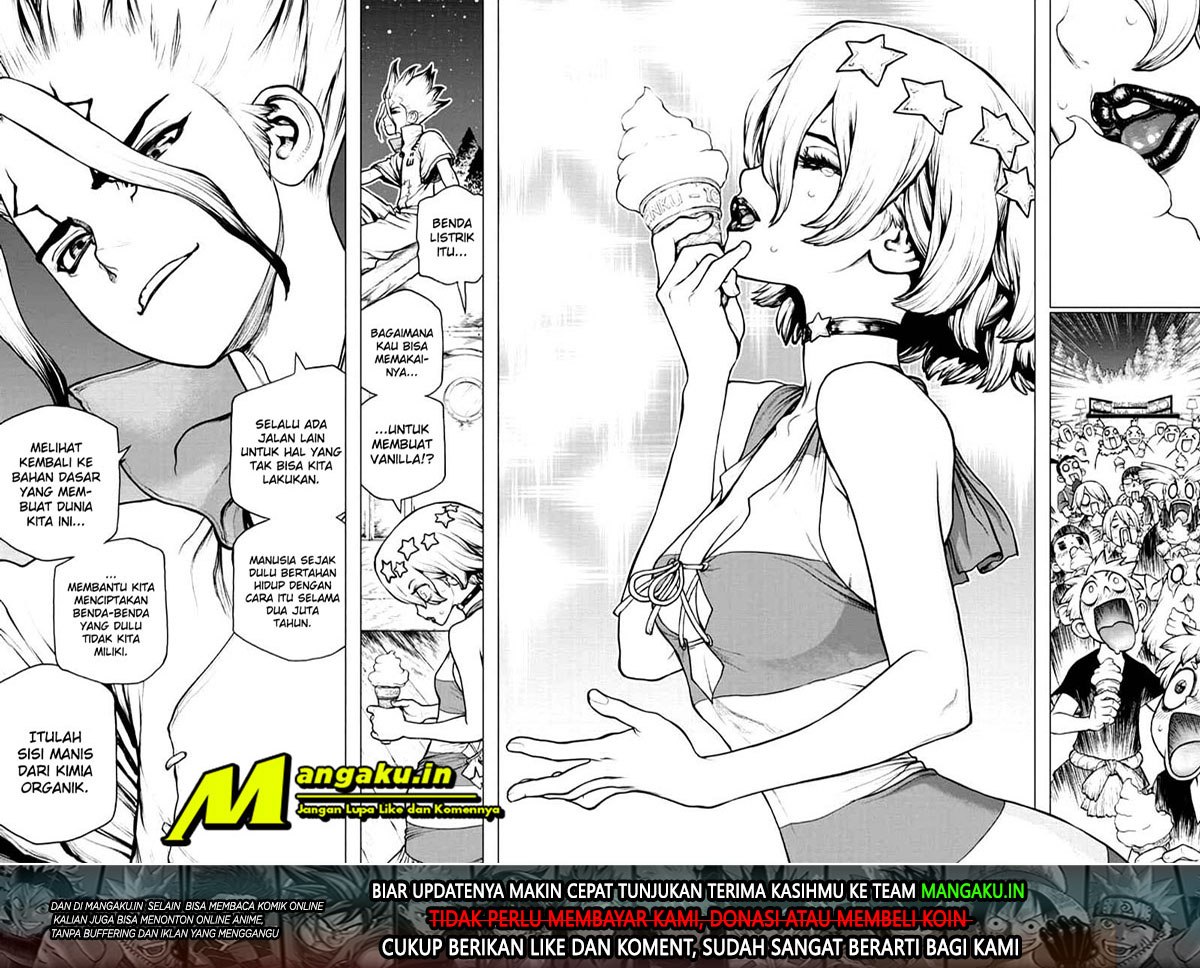 BENDA
LISTRIK
ITU...
BAGAIMANA
KAU BISA
MEMAKAI-
NYA...
...UNTUK
MEMBUAT
VANILLA!?
SELALU ADA
JALAN LAIN
UNTUK HAL YANG
TAK BISA KITA
LAKUKAN.
MANUSIA SEJAK
DULU BERTAHAN
HIDUP DENGAN
CARA ITU SELAMA
DUA JUTA
TAHUN.
MELIHAT
KEMBALI KE
BAHAN DASAR
YANG MEM-
BUAT DUNIA
KITA INI...
...
MEMBANTU KITA
MENCIPTAKAN
BENDA-BENDA
YANG DULU
TIDAK KITA
MILIKI.
ITULAH
SISI MANIS
DARI KIMIA
ORGANIK.
Mangaku.in
Jangan Lupa Like dan Komennya
DAN DI MANGAKU.IN SELAIN BISA MEMBACA KOMIK ONLINE
KALIAN JUGA BISA MENONTON ONLINE ANIME,
TANPA BUFFERING DAN IKLAN YANG MENGGANGU
BIAR UPDATENYA MAKIN CEPAT TUNJUKAN TERIMA KASIHMU KE TEAM MANGAKU.IN
TIDAK PERLU MEMBAYAR KAMI, DONASI ATAU MEMBELI KOIN
CUKUP BERIKAN LIKE DAN KOMENT, SUDAH SANGAT BERARTI BAGI KAMI